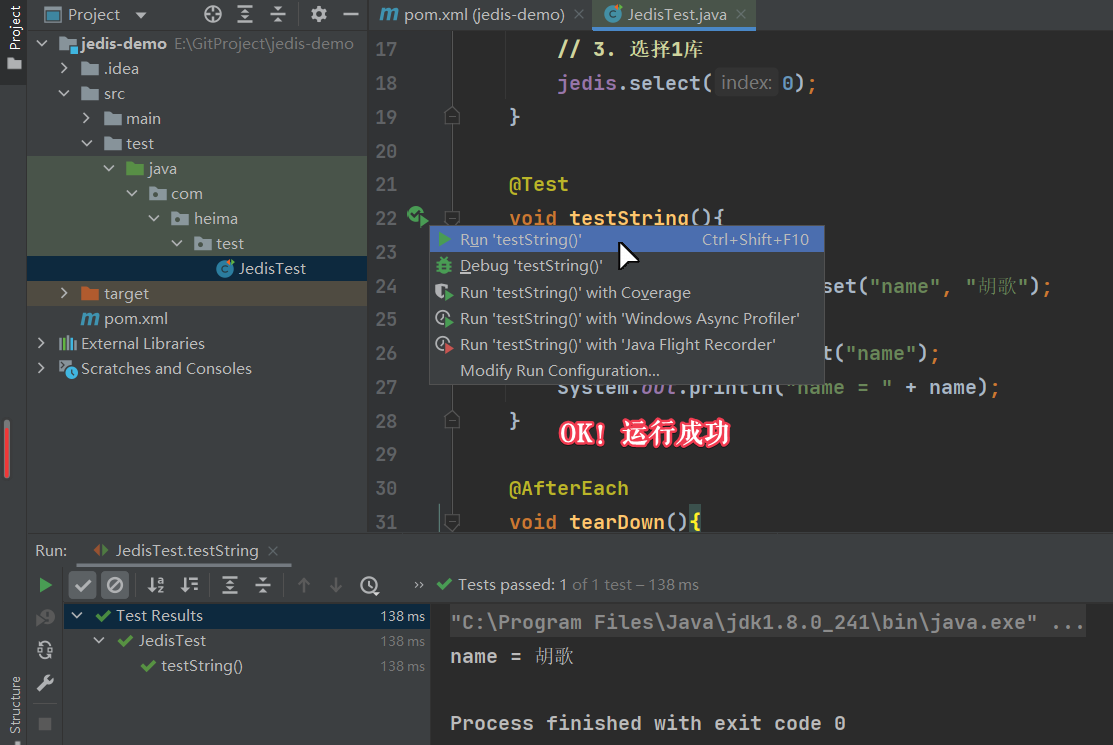 Project
pom.xml (jedis-demo)
JedisTest.java
Project
jedis-demo E:\GitProject\jedis-demo
.idea
src
main
test
java
com
heima
test
JedisTest
target
pom.xml
External Libraries
Scratches and Consoles
17 // 3. 选择1库
18 jedis.select( index: 0);
19 }
20
21 @Test
22 void testString(){
23
24 set("name", "胡歌");
25
26 t("name");
27 System.out.println("name = " + name);
28 }
29
30 @AfterEach
31 void tearDown(){
Run 'testString()' Ctrl+Shift+F10
Debug 'testString()'
Run 'testString()' with Coverage
Run 'testString()' with 'Windows Async Profiler'
Run 'testString()' with 'Java Flight Recorder'
Modify Run Configuration...
OK! 运行成功
Run: JedisTest.testString
Tests passed: 1 of 1 test – 138 ms
Test Results 138 ms
JedisTest 138 ms
testString() 138 ms
"C:\Program Files\Java\jdk1.8.0_241\bin\java.exe" ...
name = 胡歌
Process finished with exit code 0
Structure